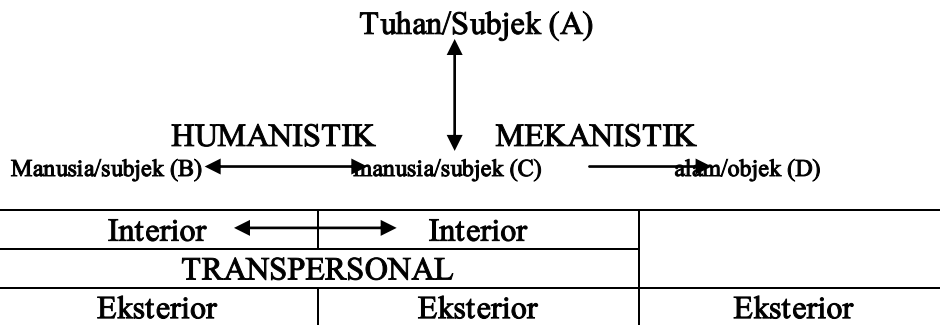 Tuhan/Subjek (A)
HUMANISTIK MEKANISTIK
Manusia/subjek (B) manusia/subjek (C) alam/objek (D)
Interior Interior
TRANSPERSONAL
Eksterior Eksterior Eksterior